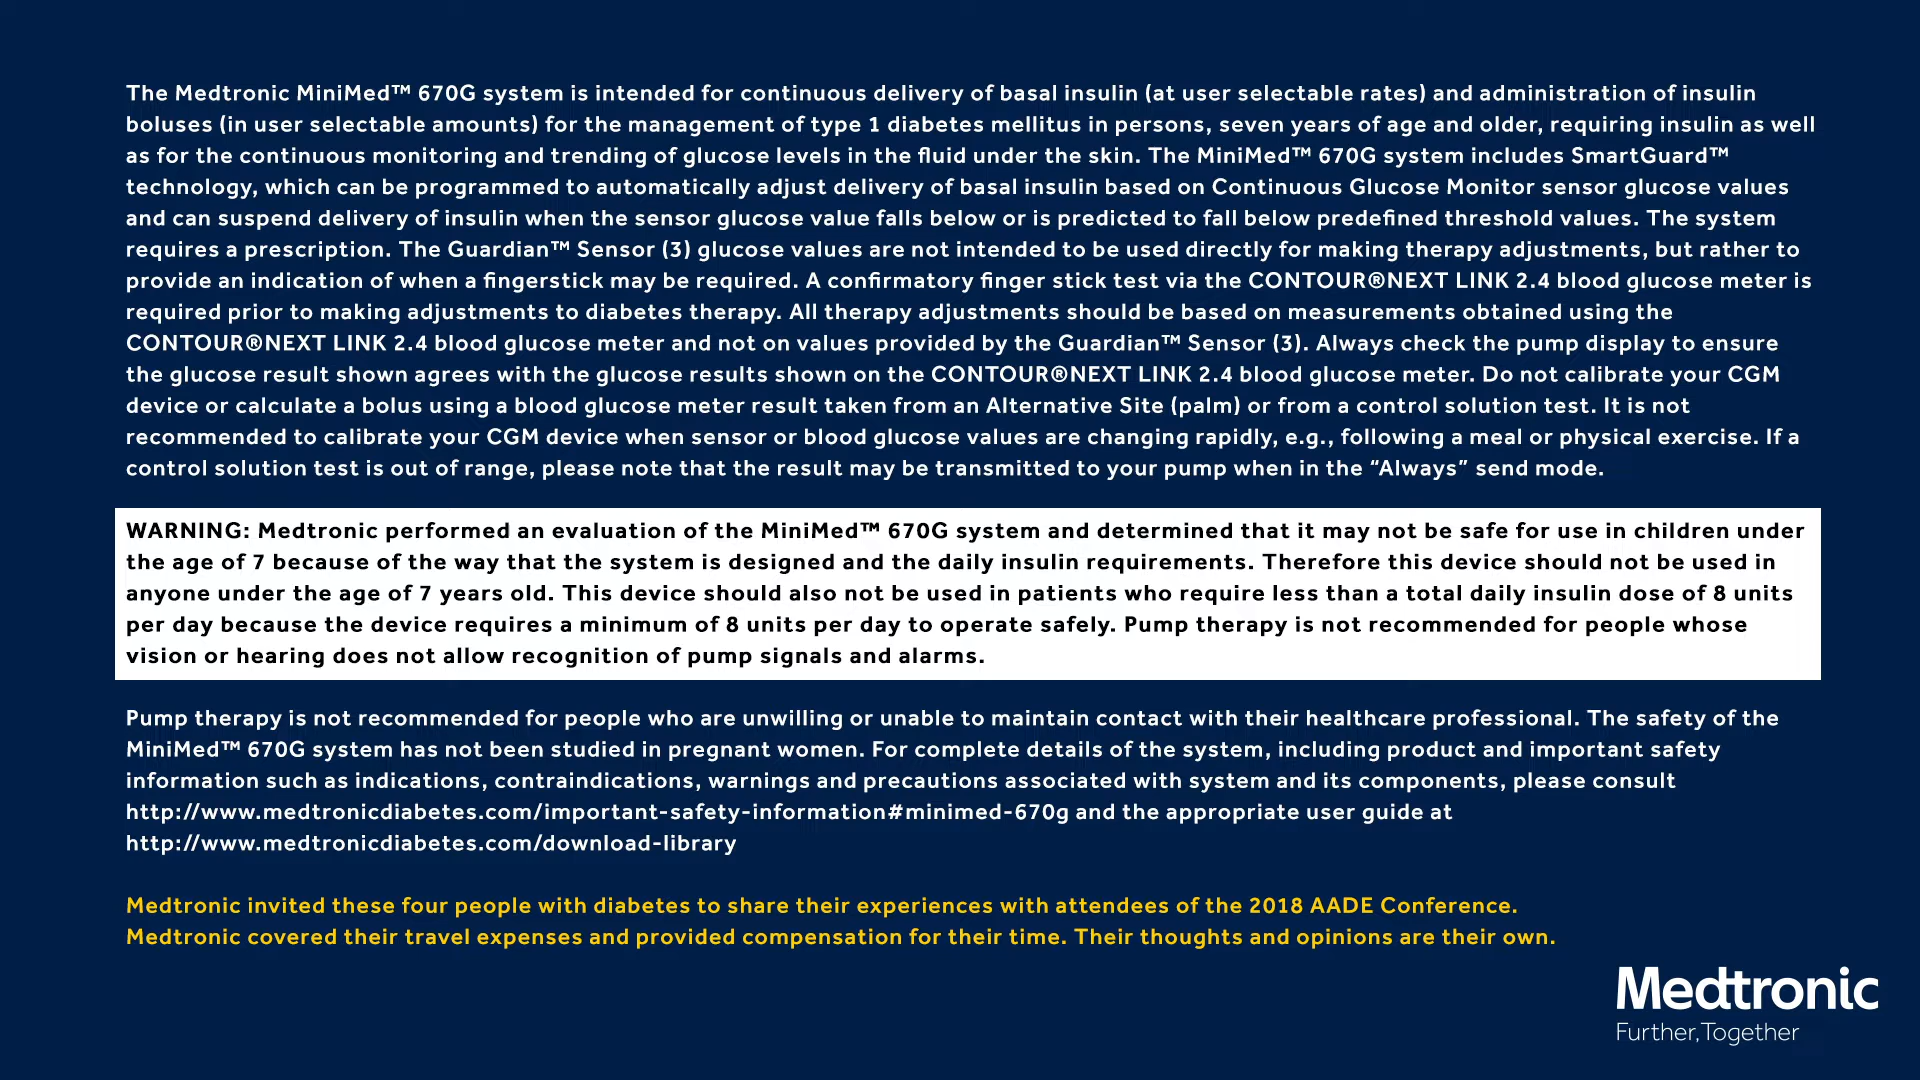 The Medtronic MiniMed™ 670G system is intended for continuous delivery of basal insulin (at user selectable rates) and administration of insulin
boluses (in user selectable amounts) for the management of type 1 diabetes mellitus in persons, seven years of age and older, requiring insulin as well
as for the continuous monitoring and trending of glucose levels in the fluid under the skin. The MiniMed™ 670G system includes SmartGuard™
technology, which can be programmed to automatically adjust delivery of basal insulin based on Continuous Glucose Monitor sensor glucose values
and can suspend delivery of insulin when the sensor glucose value falls below or is predicted to fall below predefined threshold values. The system
requires a prescription. The Guardian™ Sensor (3) glucose values are not intended to be used directly for making therapy adjustments, but rather to
provide an indication of when a fingerstick may be required. A confirmatory finger stick test via the CONTOUR®NEXT LINK 2.4 blood glucose meter is
required prior to making adjustments to diabetes therapy. All therapy adjustments should be based on measurements obtained using the
CONTOUR®NEXT LINK 2.4 blood glucose meter and not on values provided by the Guardian™ Sensor (3). Always check the pump display to ensure
the glucose result shown agrees with the glucose results shown on the CONTOUR®NEXT LINK 2.4 blood glucose meter. Do not calibrate your CGM
device or calculate a bolus using a blood glucose meter result taken from an Alternative Site (palm) or from a control solution test. It is not
recommended to calibrate your CGM device when sensor or blood glucose values are changing rapidly, e.g., following a meal or physical exercise. If a
control solution test is out of range, please note that the result may be transmitted to your pump when in the “Always” send mode.
WARNING: Medtronic performed an evaluation of the MiniMed™ 670G system and determined that it may not be safe for use in children under
the age of 7 because of the way that the system is designed and the daily insulin requirements. Therefore this device should not be used in
anyone under the age of 7 years old. This device should also not be used in patients who require less than a total daily insulin dose of 8 units
per day because the device requires a minimum of 8 units per day to operate safely. Pump therapy is not recommended for people whose
vision or hearing does not allow recognition of pump signals and alarms.
Pump therapy is not recommended for people who are unwilling or unable to maintain contact with their healthcare professional. The safety of the
MiniMed™ 670G system has not been studied in pregnant women. For complete details of the system, including product and important safety
information such as indications, contraindications, warnings and precautions associated with system and its components, please consult
http://www.medtronicdiabetes.com/important-safety-information#minimed-670g and the appropriate user guide at
http://www.medtronicdiabetes.com/download-library
Medtronic invited these four people with diabetes to share their experiences with attendees of the 2018 AADE Conference.
Medtronic covered their travel expenses and provided compensation for their time. Their thoughts and opinions are their own.
Medtronic
Further, Together